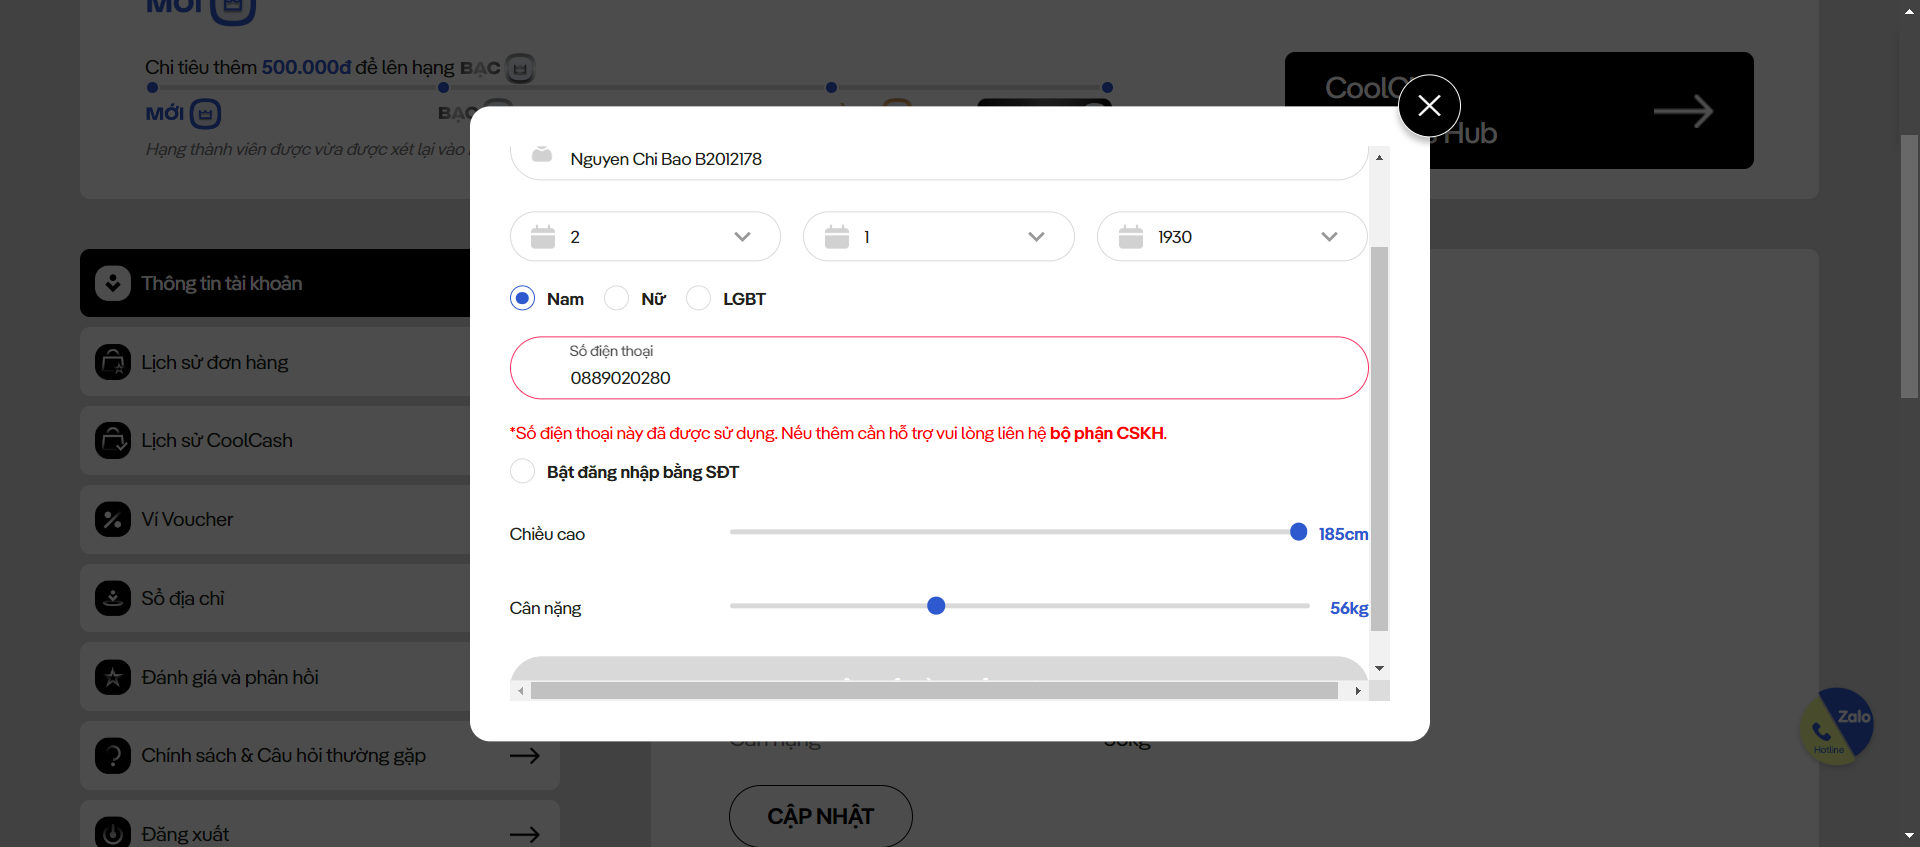 MỚI
Chi tiêu thêm 500.000đ để lên hạng BẠC
MỚI
BẠC
Hạng thành viên được vừa được xét lại vào
CoolC
Hub
Nguyen Chi Bao B2012178
2
1
1930
Nam
Nữ
LGBT
Số điện thoại
0889020280
*Số điện thoại này đã được sử dụng. Nếu thêm cần hỗ trợ vui lòng liên hệ bộ phận CSKH.
Bật đăng nhập bằng SĐT
Chiều cao
185cm
Cân nặng
56kg
Thông tin tài khoản
Lịch sử đơn hàng
Lịch sử CoolCash
Ví Voucher
Sổ địa chỉ
Đánh giá và phản hồi
Chính sách & Câu hỏi thường gặp
Đăng xuất
Cân nặng
56kg
CẬP NHẬT
Zalo
Hotline